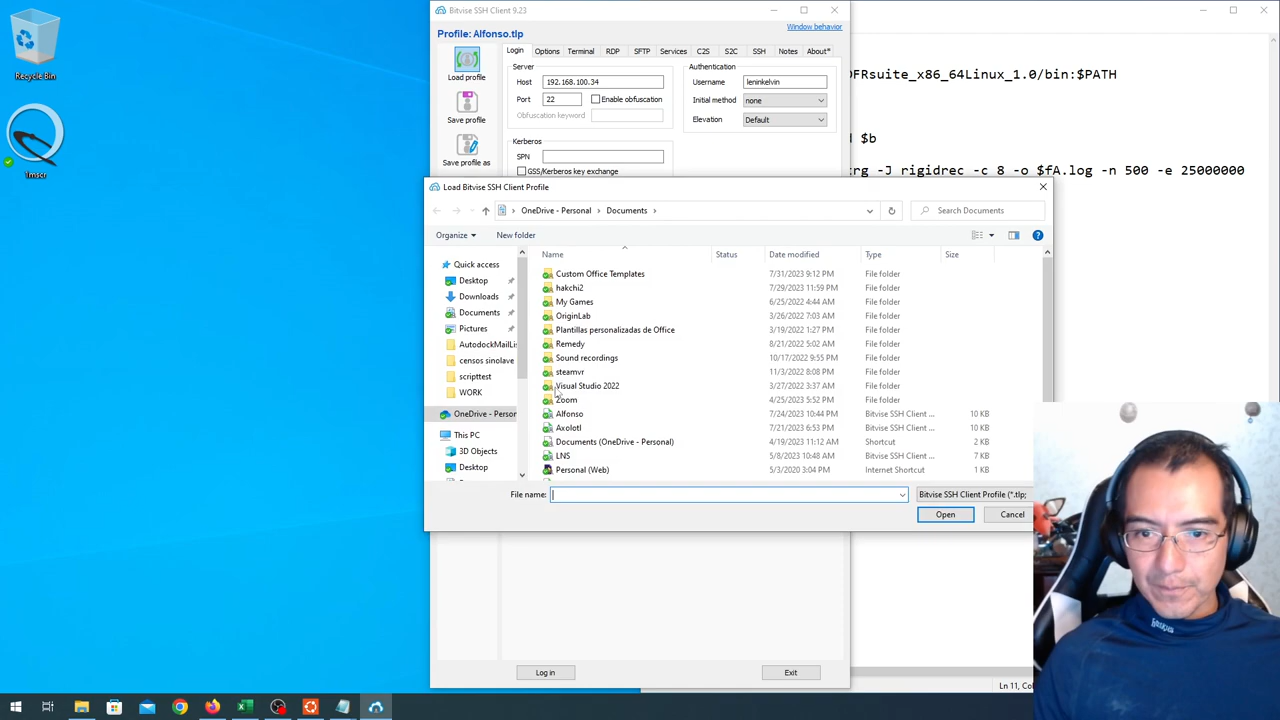 Recycle Bin
1mscr
Bitvise SSH Client 9.23
Profile: Alfonso.tlp
Window behavior
Load profile
Save profile
Save profile as
Login Options Terminal RDP SFTP Services C2S S2C SSH Notes About*
Server
Host 192.168.100.34
Port 22 Enable obfuscation
Obfuscation keyword
Kerberos
SPN
GSS/Kerberos key exchange
Authentication
Username leninkelvin
Initial method none
Elevation Default
DFRsuite_x86_64Linux_1.0/bin:$PATH
$b
-J rigidrec -c 8 -o $fA.log -n 500 -e 25000000
Load Bitvise SSH Client Profile
OneDrive - Personal > Documents >
Search Documents
Organize New folder
Quick access
Desktop
Downloads
Documents
Pictures
AutodockMailLis
censos sinolave
scripttest
WORK
OneDrive - Person
This PC
3D Objects
Desktop
Name Status Date modified Type Size
Custom Office Templates 7/31/2023 9:12 PM File folder
hakchi2 7/29/2023 11:59 PM File folder
My Games 6/25/2022 4:44 AM File folder
OriginLab 3/26/2022 7:03 AM File folder
Plantillas personalizadas de Office 3/19/2022 1:27 PM File folder
Remedy 8/21/2022 5:02 AM File folder
Sound recordings 10/17/2022 9:55 PM File folder
steamvr 11/3/2022 8:08 PM File folder
Visual Studio 2022 3/27/2022 3:37 AM File folder
Zoom 4/25/2023 5:52 PM File folder
Alfonso 7/24/2023 10:44 PM Bitvise SSH Client ... 10 KB
Axolotl 7/21/2023 6:53 PM Bitvise SSH Client ... 10 KB
Documents (OneDrive - Personal) 4/19/2023 11:12 AM Shortcut 2 KB
LNS 5/8/2023 10:48 AM Bitvise SSH Client ... 7 KB
Personal (Web) 5/3/2020 3:04 PM Internet Shortcut 1 KB
File name: Bitvise SSH Client Profile (*.tlp;
Open Cancel
Log in Exit
Ln 11, Col